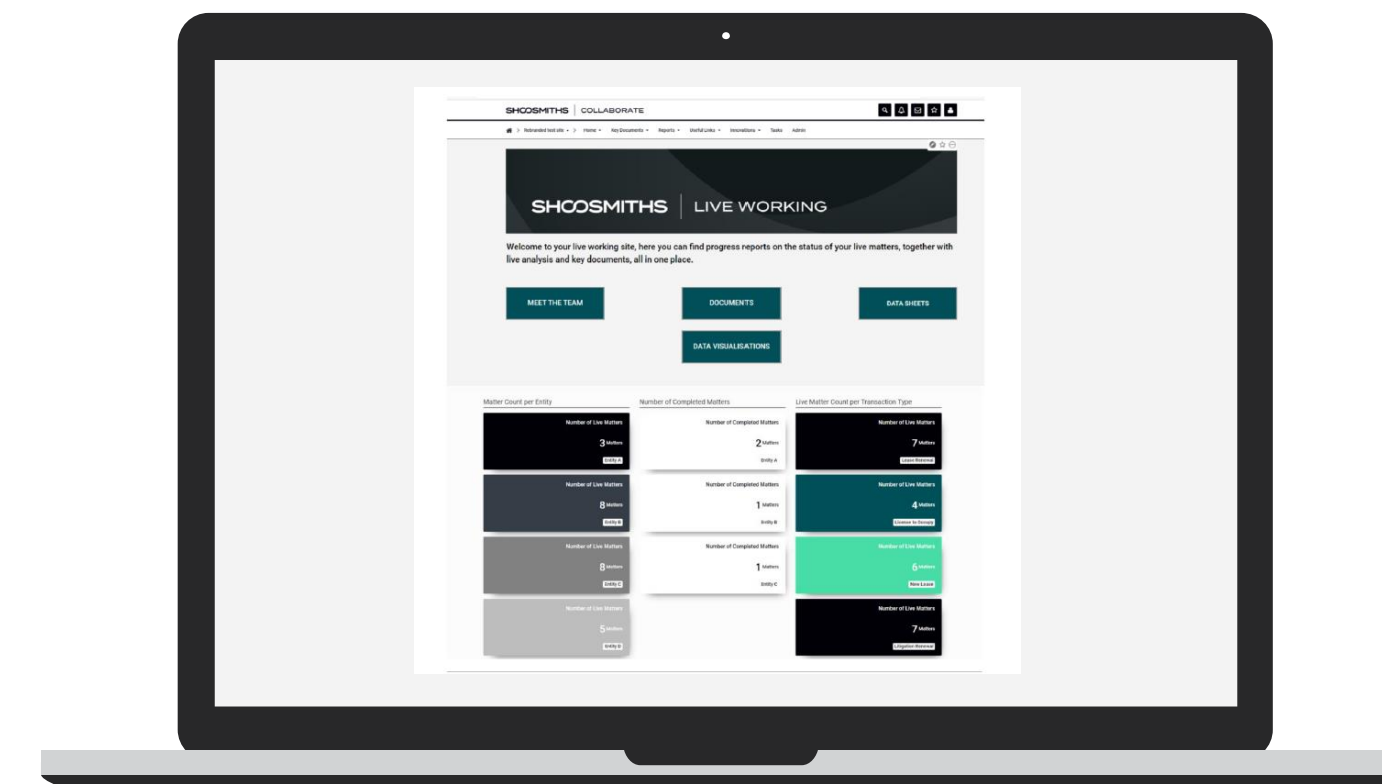 SHOOSMITHS | COLLABORATE
> Rebranded test site > Home Key Documents Reports Useful Links Innovations Tasks Admin
SHOOSMITHS | LIVE WORKING
Welcome to your live working site, here you can find progress reports on the status of your live matters, together with
live analysis and key documents, all in one place.
MEET THE TEAM
DOCUMENTS
DATA SHEETS
DATA VISUALISATIONS
Matter Count per Entity
Number of Live Matters
3 Matters
Entity A
Number of Live Matters
8 Matters
Entity B
Number of Live Matters
8 Matters
Entity C
Number of Live Matters
5 Matters
Entity D
Number of Completed Matters
Number of Completed Matters
2 Matters
Entity A
Number of Completed Matters
1 Matters
Entity B
Number of Completed Matters
1 Matters
Entity C
Live Matter Count per Transaction Type
Number of Live Matters
7 Matters
Lease Renewal
Number of Live Matters
4 Matters
License to Occupy
Number of Live Matters
6 Matters
New Lease
Number of Live Matters
7 Matters
Litigation Renewal